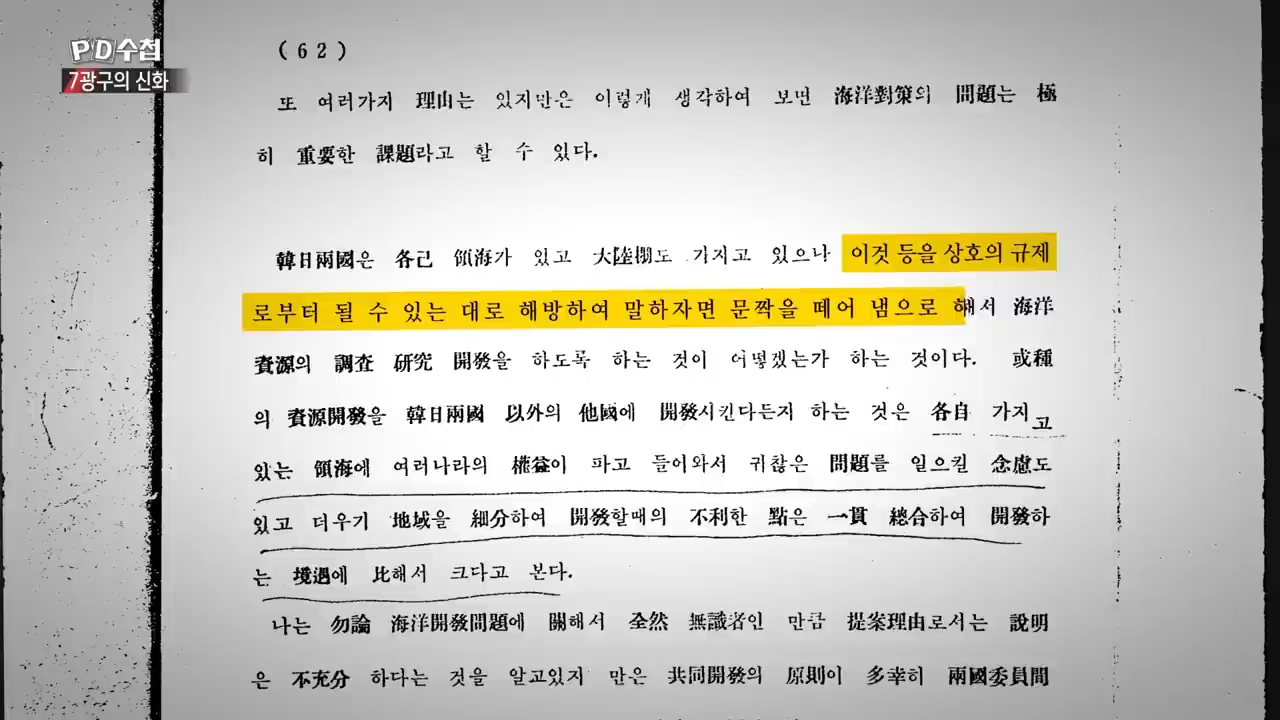 PD수첩
7광구의 신화
(62)
또 여러가지 理由는 있지만은 이렇게 생각하여 보면 海洋對策의 問題는 極
히 重要한 課題라고 할 수 있다.
韓日兩國은 各己 領海가 있고 大陸棚도 가지고 있으나 이것 등을 상호의 규제
로부터 될 수 있는 대로 해방하여 말하자면 문짝을 떼어 냄으로 해서 海洋
資源의 調査 硏究 開發을 하도록 하는 것이 어떻겠는가 하는 것이다. 或種
의 資源開發을 韓日兩國 以外의 他國에 開發시킨다든지 하는 것은 各自 가지고
있는 領海에 여러나라의 權益이 파고 들어와서 귀찮은 問題를 일으킬 念慮도
있고 더우기 地域을 細分하여 開發할때의 不利한 點은 一貫 總合하여 開發하
는 境遇에 比해서 크다고 본다.
나는 勿論 海洋開發問題에 關해서 全然 無識者인 만큼 提案理由로서는 說明
은 不充分 하다는 것을 알고있지 만은 共同開發의 原則이 多幸히 兩國委員間